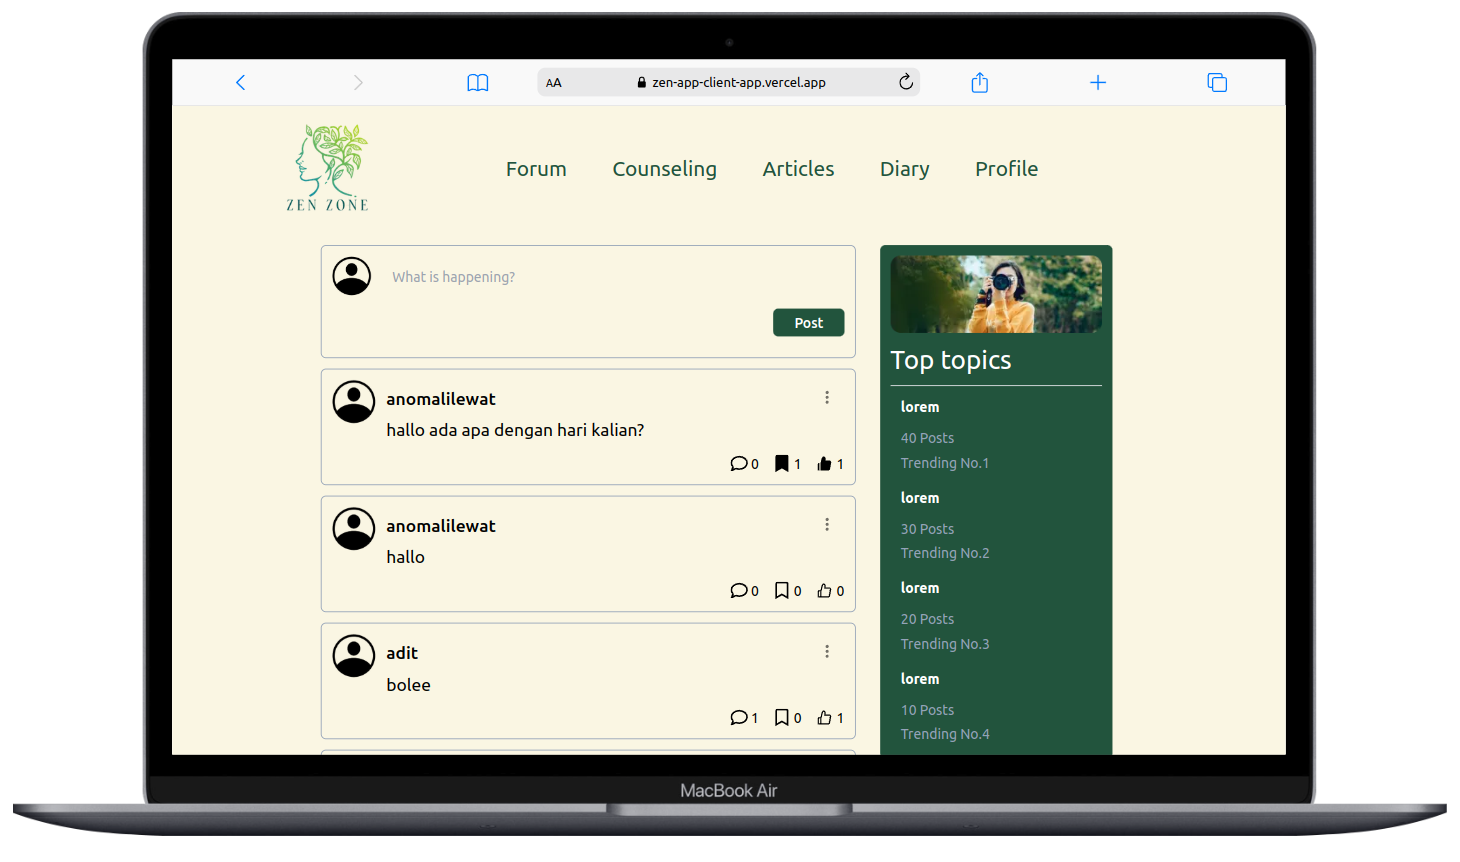 AA
zen-app-client-app.vercel.app
ZEN ZONE
Forum
Counseling
Articles
Diary
Profile
What is happening?
Post
anomalilewat
hallo ada apa dengan hari kalian?
0 1 1
anomalilewat
hallo
0 0 0
adit
bolee
1 0 1
Top topics
lorem
40 Posts
Trending No.1
lorem
30 Posts
Trending No.2
lorem
20 Posts
Trending No.3
lorem
10 Posts
Trending No.4
MacBook Air